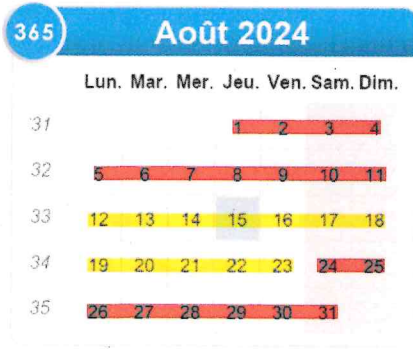 365 Août 2024
Lun. Mar. Mer. Jeu. Ven. Sam. Dim.
31 1 2 3 4
32 5 6 7 8 9 10 11
33 12 13 14 15 16 17 18
34 19 20 21 22 23 24 25
35 26 27 28 29 30 31